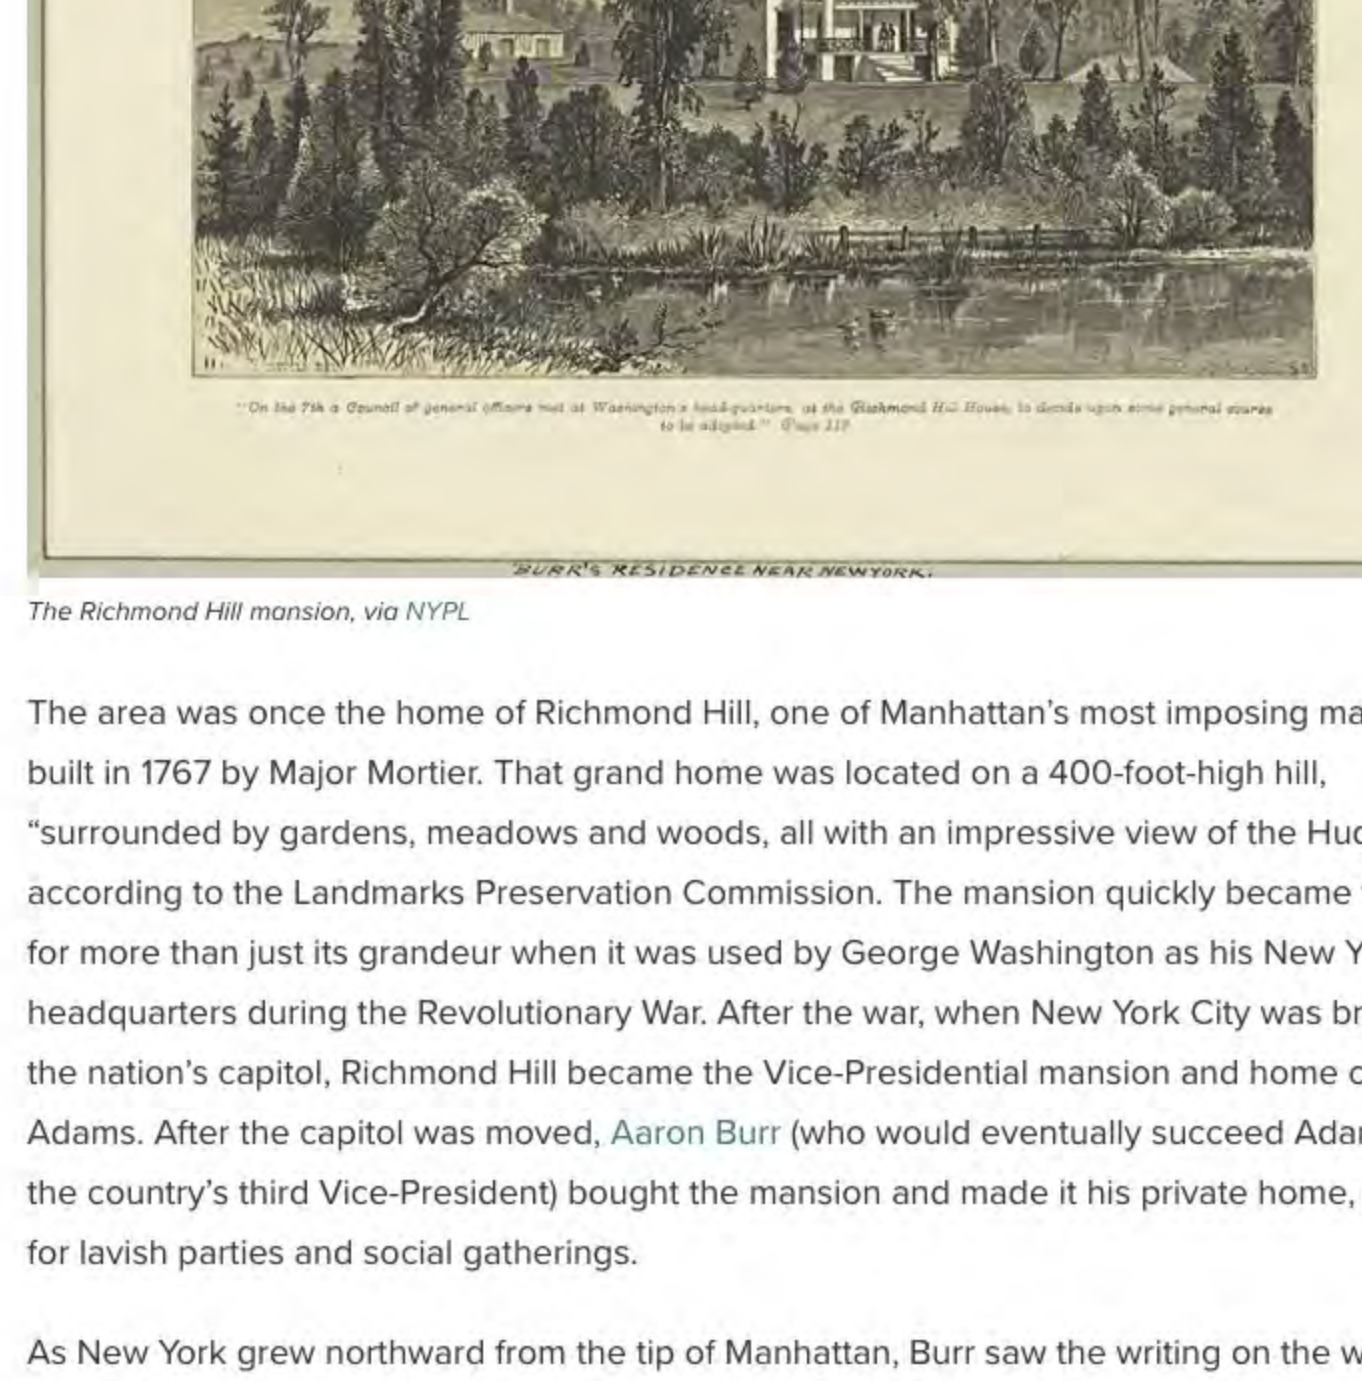 "On the 7th a Council of general officers met at Washington's head-quarters, at the Richmond Hill House, to decide upon some general course
to be adopted." Page 119
BURR'S RESIDENCE NEAR NEWYORK.
The Richmond Hill mansion, via NYPL
The area was once the home of Richmond Hill, one of Manhattan's most imposing ma
built in 1767 by Major Mortier. That grand home was located on a 400-foot-high hill,
“surrounded by gardens, meadows and woods, all with an impressive view of the Hud
according to the Landmarks Preservation Commission. The mansion quickly became
for more than just its grandeur when it was used by George Washington as his New Y
headquarters during the Revolutionary War. After the war, when New York City was br
the nation's capitol, Richmond Hill became the Vice-Presidential mansion and home o
Adams. After the capitol was moved, Aaron Burr (who would eventually succeed Adam
the country's third Vice-President) bought the mansion and made it his private home,
for lavish parties and social gatherings.
As New York grew northward from the tip of Manhattan, Burr saw the writing on the w